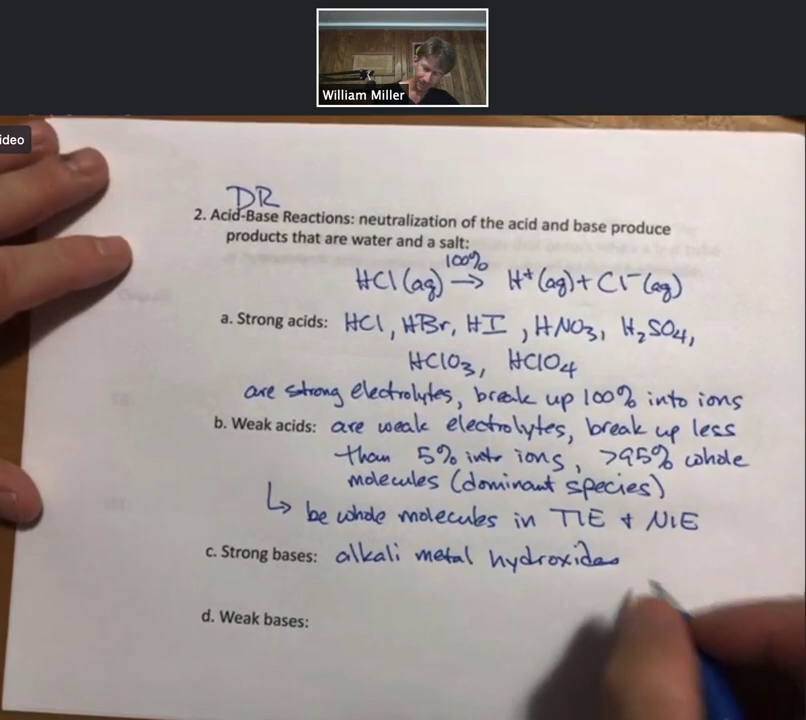 William Miller
ideo
DR
2. Acid-Base Reactions: neutralization of the acid and base produce
products that are water and a salt:
100%
HCl(aq) → H⁺(aq) + Cl⁻(aq)
a. Strong acids: HCl, HBr, HI, HNO₃, H₂SO₄,
HClO₃, HClO₄
are strong electrolytes, break up 100% into ions
b. Weak acids: are weak electrolytes, break up less
than 5% into ions, >95% whole
molecules (dominant species)
↳ be whole molecules in TIE + NIE
c. Strong bases: alkali metal hydroxides
d. Weak bases: